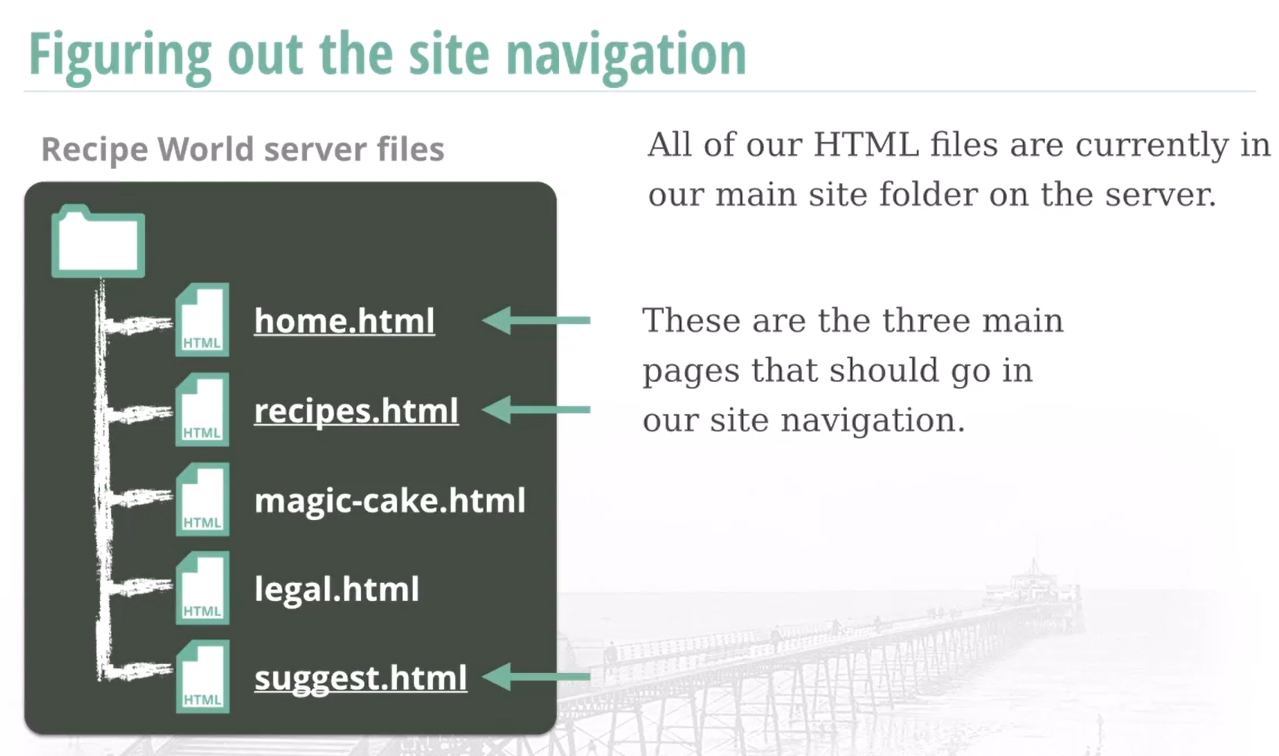 Figuring out the site navigation
Recipe World server files
All of our HTML files are currently in
our main site folder on the server.
HTML
home.html
These are the three main
pages that should go in
our site navigation.
HTML
recipes.html
HTML
magic-cake.html
HTML
legal.html
HTML
suggest.html